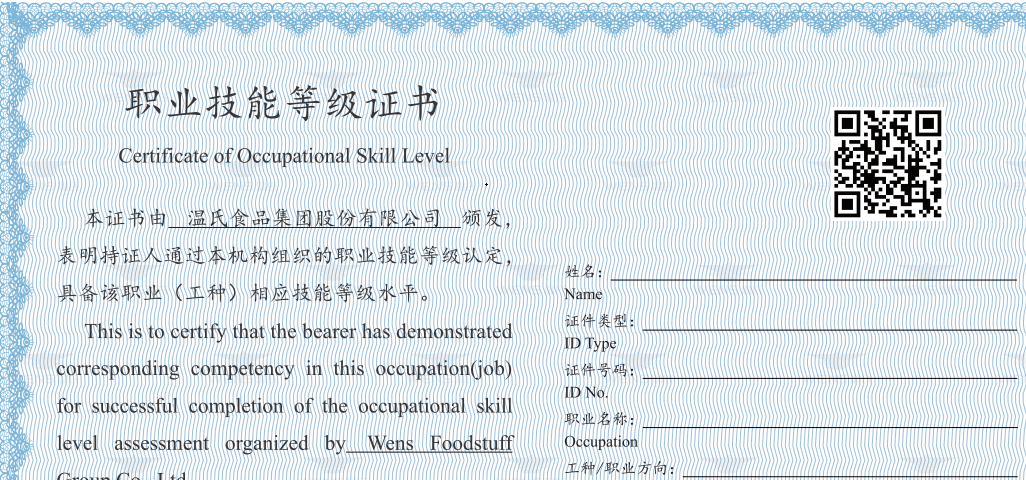 职业技能等级证书
Certificate of Occupational Skill Level
本证书由 温氏食品集团股份有限公司 颁发，
表明持证人通过本机构组织的职业技能等级认定，
具备该职业（工种）相应技能等级水平。
This is to certify that the bearer has demonstrated
corresponding competency in this occupation(job)
for successful completion of the occupational skill
level assessment organized by Wens Foodstuff
Group Co., Ltd
姓名：
Name
证件类型：
ID Type
证件号码：
ID No.
职业名称：
Occupation
工种/职业方向：